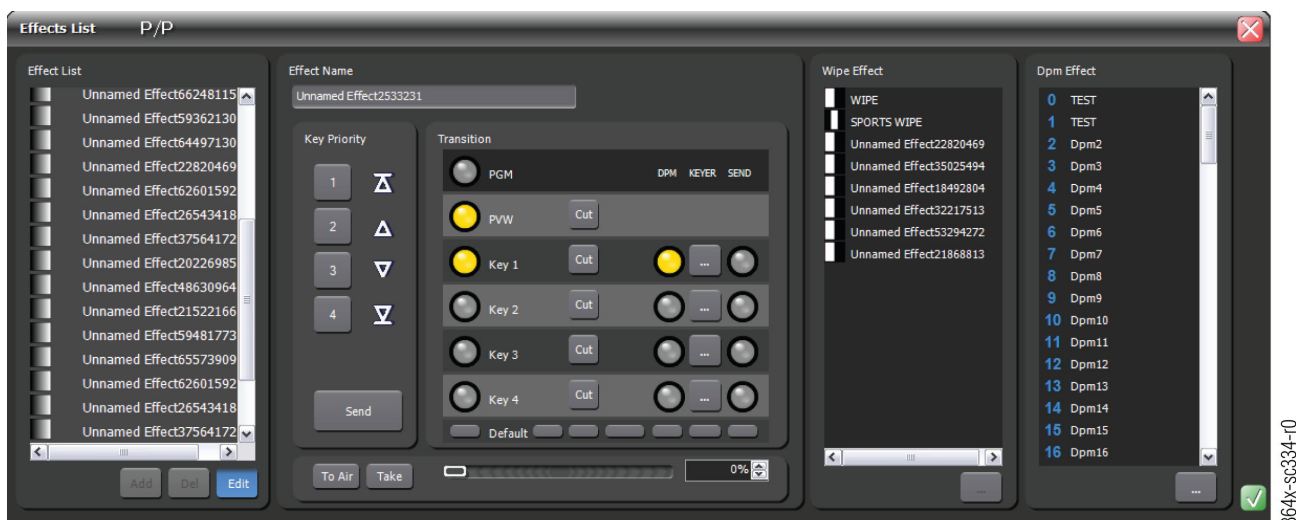 Effects List P/P
Effect List
Unnamed Effect66248115
Unnamed Effect59362130
Unnamed Effect64497130
Unnamed Effect22820469
Unnamed Effect62601592
Unnamed Effect26543418
Unnamed Effect37564172
Unnamed Effect20226985
Unnamed Effect48630964
Unnamed Effect21522166
Unnamed Effect59481773
Unnamed Effect65573909
Unnamed Effect62601592
Unnamed Effect26543418
Unnamed Effect37564172
Add Del Edit
Effect Name
Unnamed Effect2533231
Key Priority
1
2
3
4
Send
Transition
PGM DPM KEYER SEND
PVW Cut
Key 1 Cut ...
Key 2 Cut ...
Key 3 Cut ...
Key 4 Cut ...
Default
To Air Take 0%
Wipe Effect
WIPE
SPORTS WIPE
Unnamed Effect22820469
Unnamed Effect35025494
Unnamed Effect18492804
Unnamed Effect32217513
Unnamed Effect53294272
Unnamed Effect21868813
...
Dpm Effect
0 TEST
1 TEST
2 Dpm2
3 Dpm3
4 Dpm4
5 Dpm5
6 Dpm6
7 Dpm7
8 Dpm8
9 Dpm9
10 Dpm10
11 Dpm11
12 Dpm12
13 Dpm13
14 Dpm14
15 Dpm15
16 Dpm16
...
864x-sc334-r0